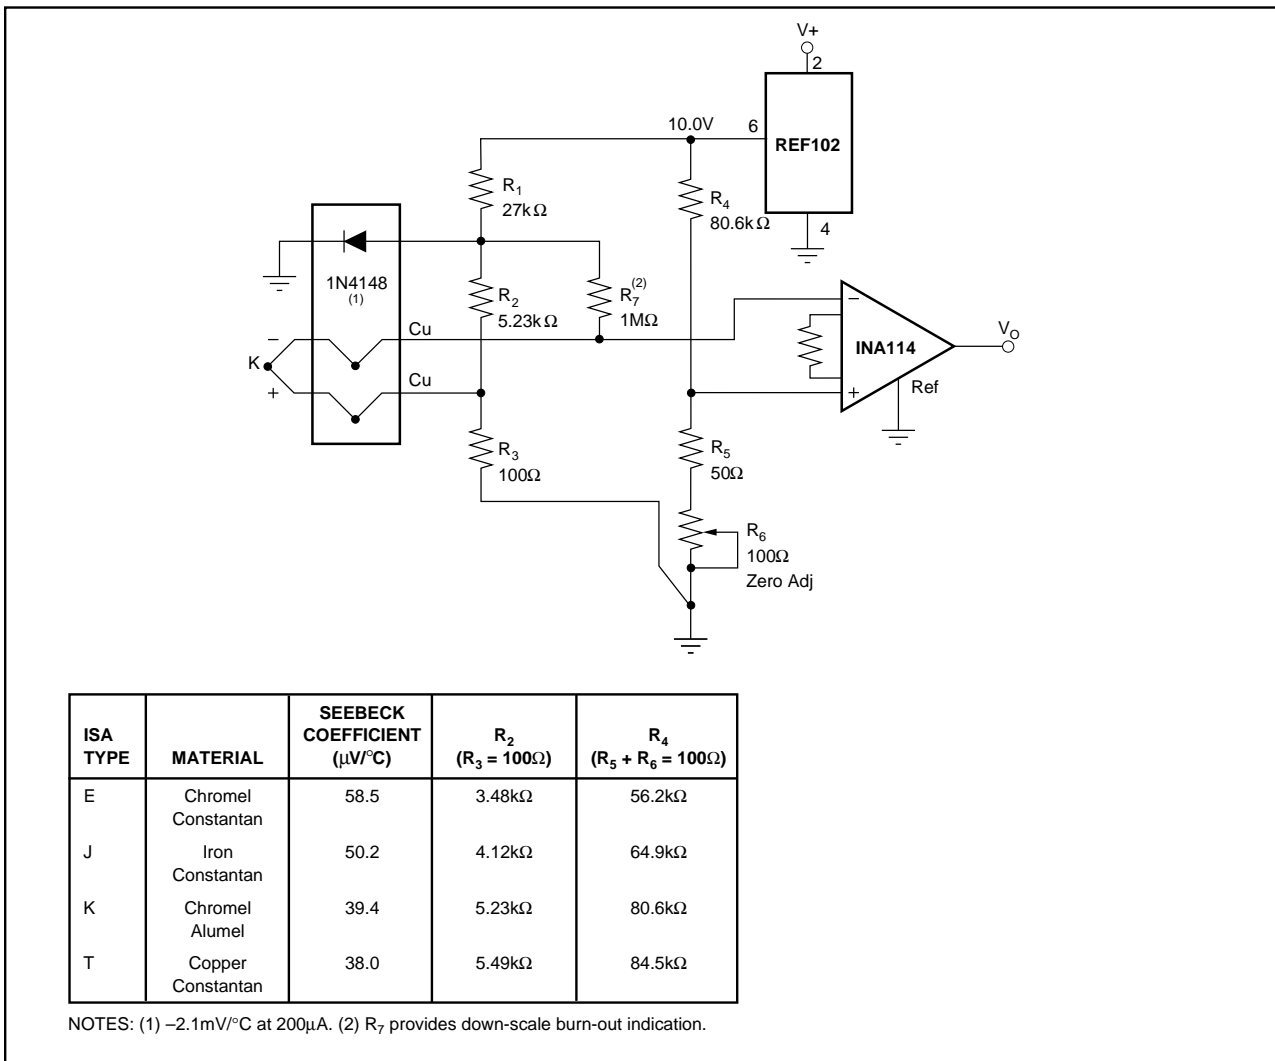 V+
2
10.0V
6
REF102
R1
27kΩ
R4
80.6kΩ
4
1N4148
(1)
R2
5.23kΩ
R7(2)
1MΩ
Cu
–
K
Cu
+
–
INA114
VO
+
Ref
R3
100Ω
R5
50Ω
R6
100Ω
Zero Adj
ISA TYPE
MATERIAL
SEEBECK COEFFICIENT (µV/°C)
R2 (R3 = 100Ω)
R4 (R5 + R6 = 100Ω)
E
Chromel
Constantan
58.5
3.48kΩ
56.2kΩ
J
Iron
Constantan
50.2
4.12kΩ
64.9kΩ
K
Chromel
Alumel
39.4
5.23kΩ
80.6kΩ
T
Copper
Constantan
38.0
5.49kΩ
84.5kΩ
NOTES: (1) –2.1mV/°C at 200µA. (2) R7 provides down-scale burn-out indication.